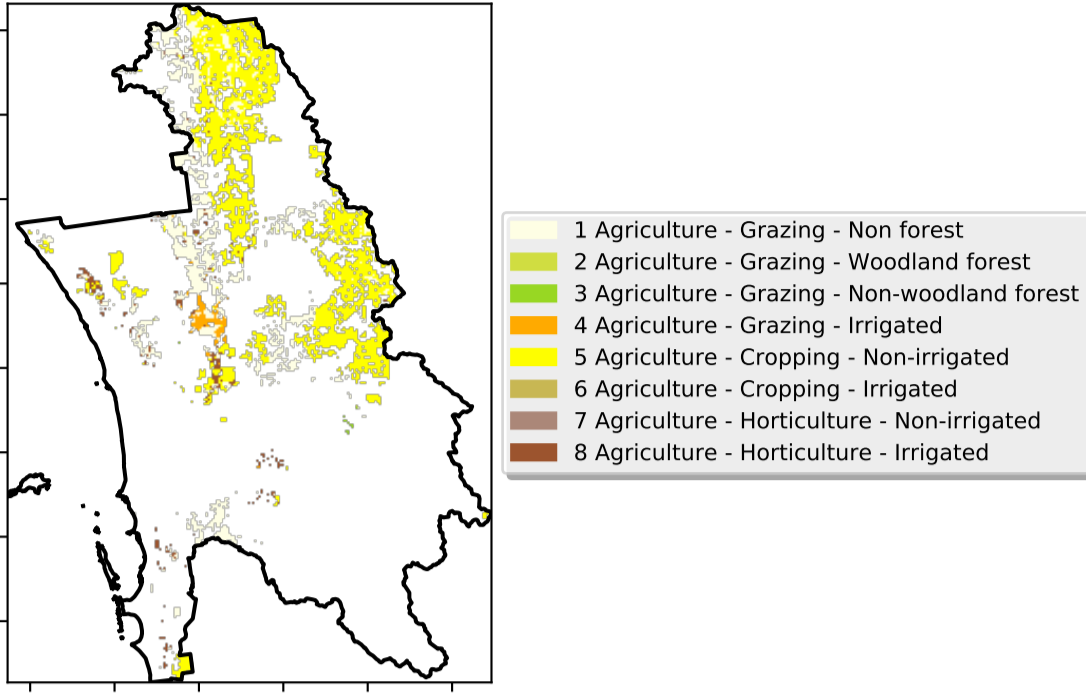 1 Agriculture - Grazing - Non forest
2 Agriculture - Grazing - Woodland forest
3 Agriculture - Grazing - Non-woodland forest
4 Agriculture - Grazing - Irrigated
5 Agriculture - Cropping - Non-irrigated
6 Agriculture - Cropping - Irrigated
7 Agriculture - Horticulture - Non-irrigated
8 Agriculture - Horticulture - Irrigated